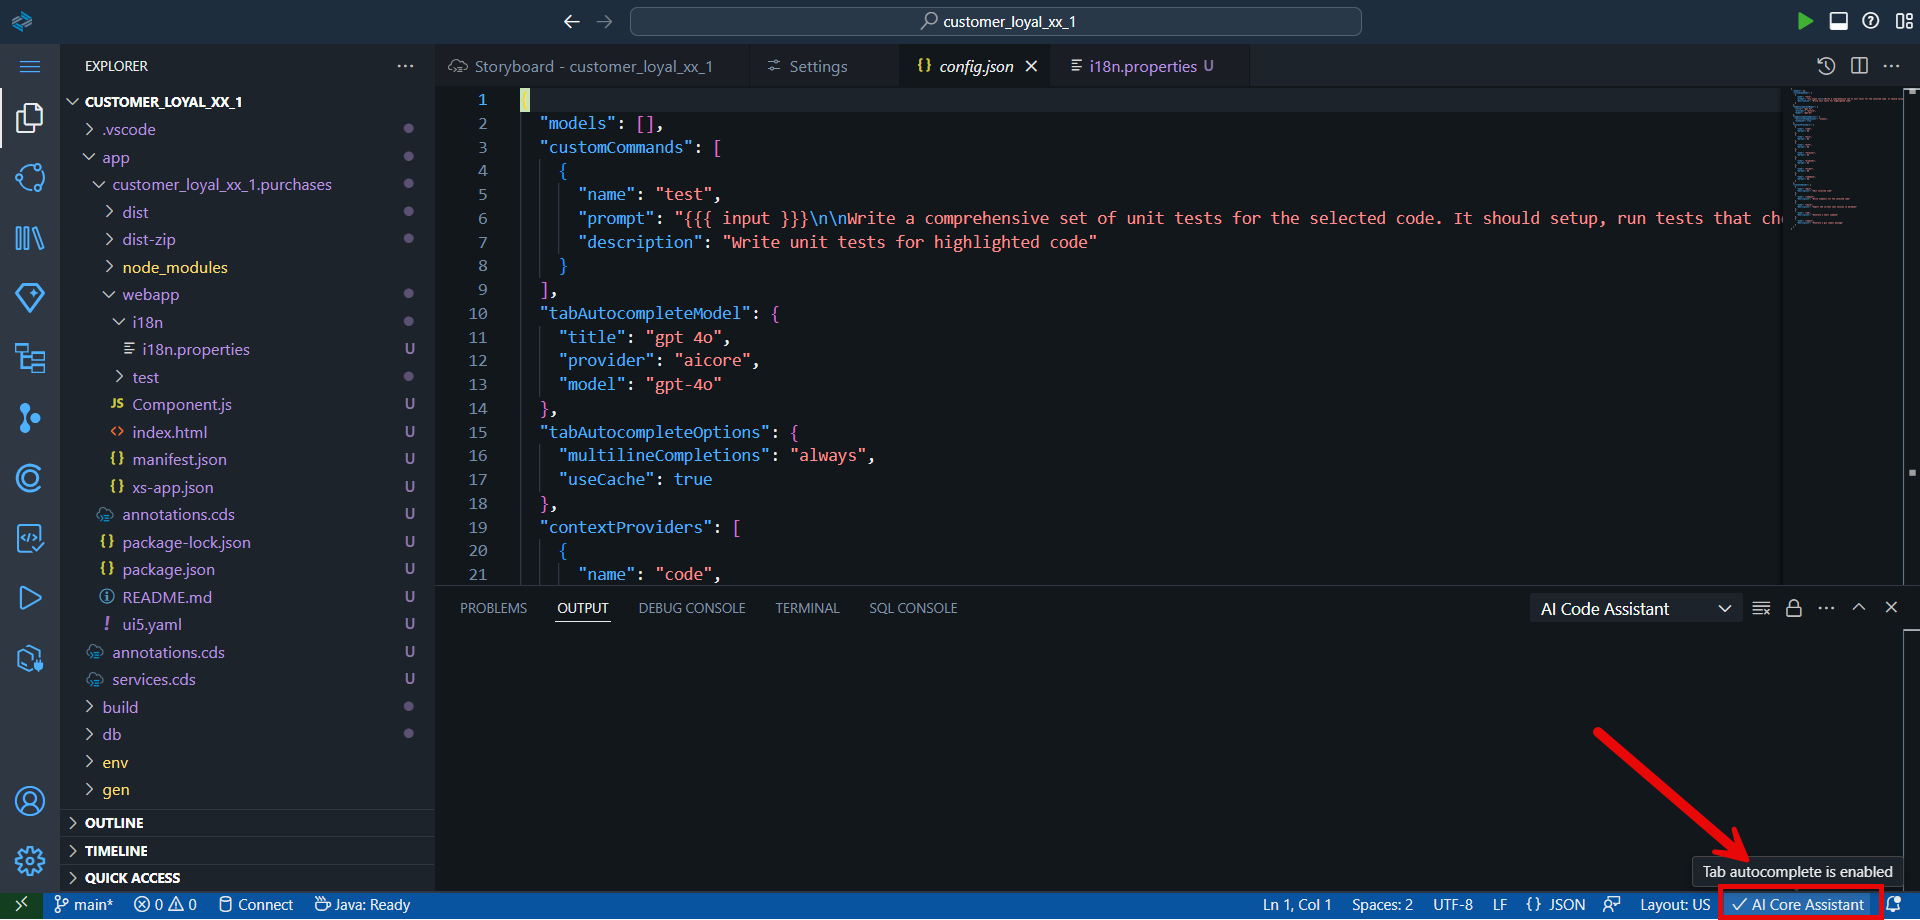 customer_loyal_xx_1
EXPLORER
CUSTOMER_LOYAL_XX_1
.vscode
app
customer_loyal_xx_1.purchases
dist
dist-zip
node_modules
webapp
i18n
i18n.properties U
test
Component.js U
index.html U
manifest.json U
xs-app.json U
annotations.cds U
package-lock.json U
package.json U
README.md U
ui5.yaml U
annotations.cds U
services.cds U
build
db
env
gen
OUTLINE
TIMELINE
QUICK ACCESS
Storyboard - customer_loyal_xx_1 Settings {} config.json i18n.properties U
1 {
2 "models": [],
3 "customCommands": [
4 {
5 "name": "test",
6 "prompt": "{{{ input }}}\n\nWrite a comprehensive set of unit tests for the selected code. It should setup, run tests that che
7 "description": "Write unit tests for highlighted code"
8 }
9 ],
10 "tabAutocompleteModel": {
11 "title": "gpt 4o",
12 "provider": "aicore",
13 "model": "gpt-4o"
14 },
15 "tabAutocompleteOptions": {
16 "multilineCompletions": "always",
17 "useCache": true
18 },
19 "contextProviders": [
20 {
21 "name": "code",
PROBLEMS OUTPUT DEBUG CONSOLE TERMINAL SQL CONSOLE AI Code Assistant
Tab autocomplete is enabled
main* 0 0 Connect Java: Ready Ln 1, Col 1 Spaces: 2 UTF-8 LF {} JSON Layout: US AI Core Assistant